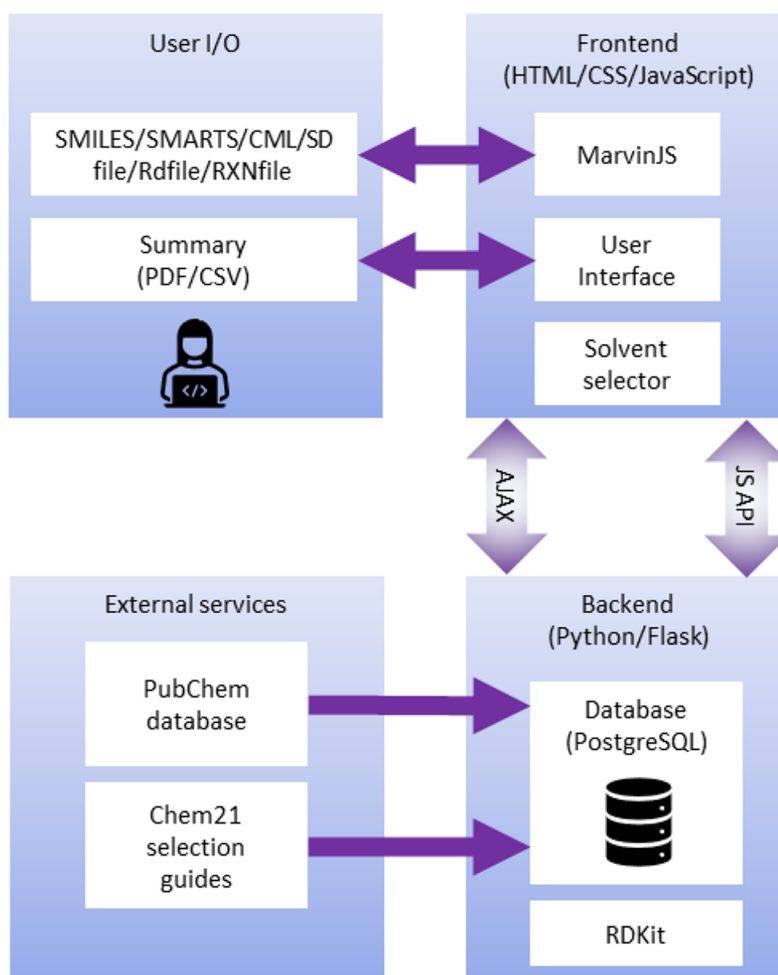 User I/O
SMILES/SMARTS/CML/SD
file/Rdfile/RXNfile
Summary
(PDF/CSV)
</>
Frontend
(HTML/CSS/JavaScript)
MarvinJS
User
Interface
Solvent
selector
AJAX
JS API
External services
PubChem
database
Chem21
selection
guides
Backend
(Python/Flask)
Database
(PostgreSQL)
RDKit